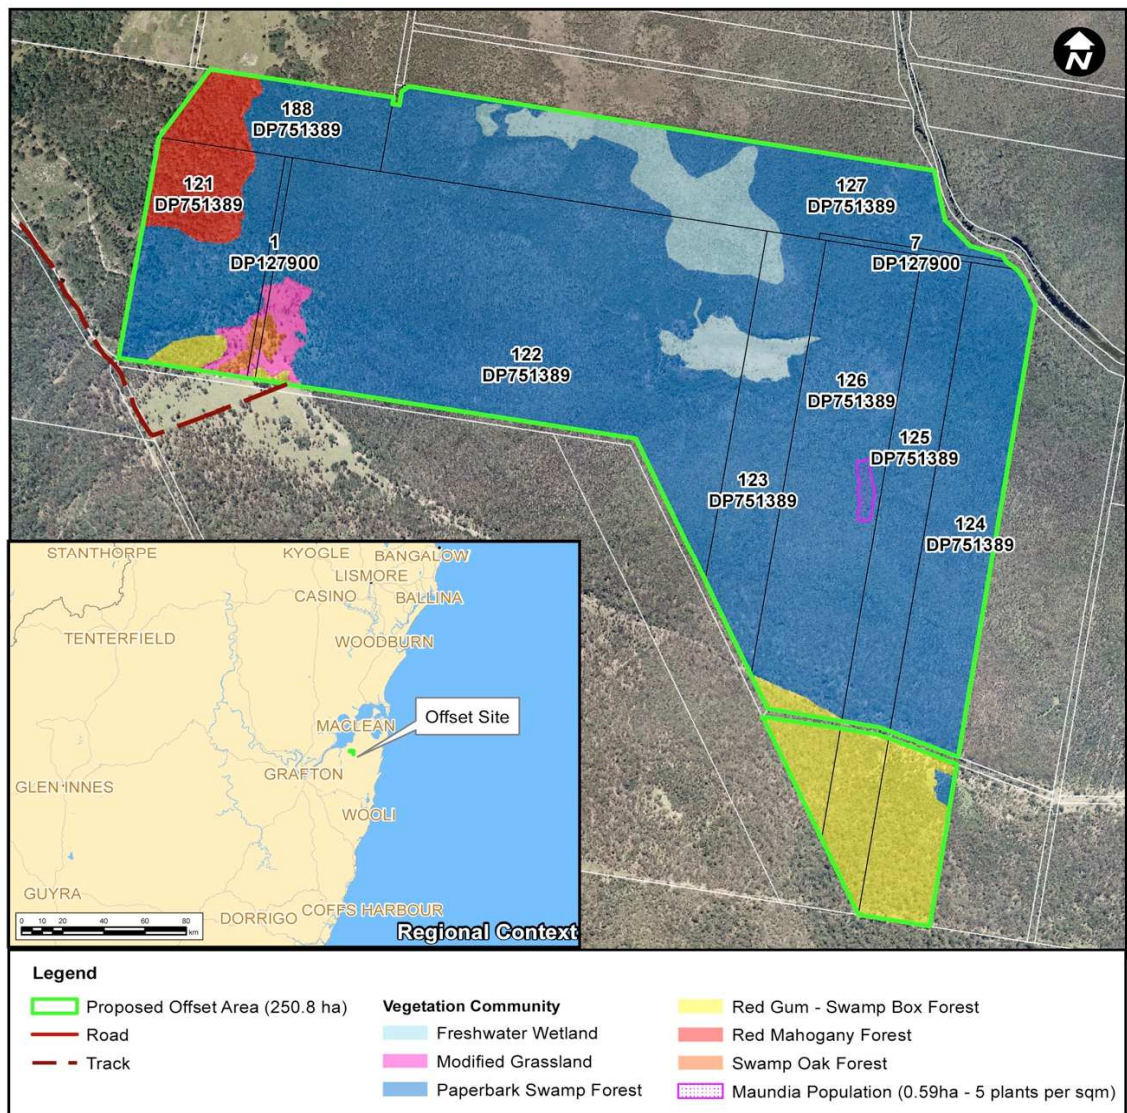 N
188
DP751389
121
DP751389
127
DP751389
1
DP127900
7
DP127900
122
DP751389
126
DP751389
125
DP751389
123
DP751389
124
DP751389
STANTHORPE
KYOGLE
BANGALOW
LISMORE
CASINO
BALLINA
TENTERFIELD
WOODBURN
Offset Site
MACLEAN
GRAFTON
GLEN INNES
WOOLI
GUYRA
DORRIGO
COFFS HARBOUR
0 10 20 40 60 80
km
Regional Context
Legend
Proposed Offset Area (250.8 ha)
Road
Track
Vegetation Community
Freshwater Wetland
Modified Grassland
Paperbark Swamp Forest
Red Gum - Swamp Box Forest
Red Mahogany Forest
Swamp Oak Forest
Maundia Population (0.59ha - 5 plants per sqm)